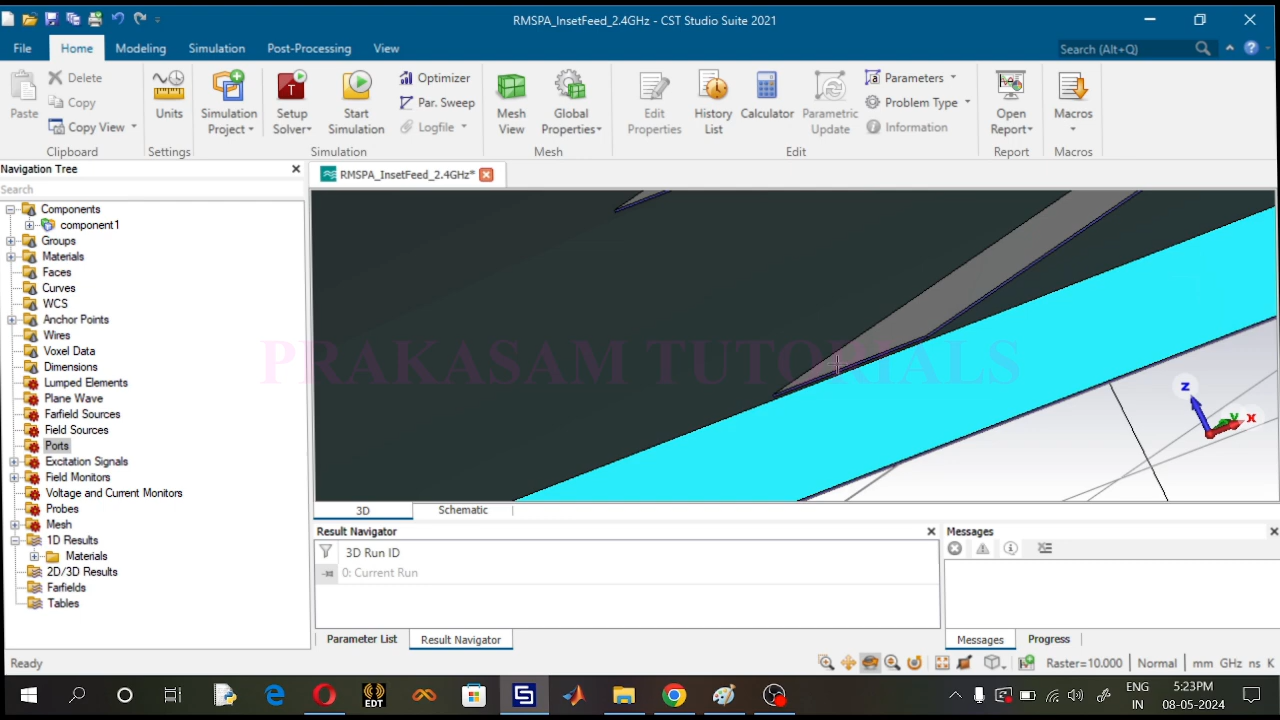 RMSPA_InsetFeed_2.4GHz - CST Studio Suite 2021
File Home Modeling Simulation Post-Processing View Search (Alt+Q)
Paste Delete Copy Copy View
Clipboard
Units
Settings
Simulation Project Setup Solver Start Simulation Optimizer Par. Sweep Logfile
Simulation
Mesh View Global Properties
Mesh
Edit Properties History List Calculator Parametric Update Parameters Problem Type Information
Edit
Open Report
Report
Macros
Macros
Navigation Tree
RMSPA_InsetFeed_2.4GHz*
Search
Components
component1
Groups
Materials
Faces
Curves
WCS
Anchor Points
Wires
Voxel Data
Dimensions
Lumped Elements
Plane Wave
Farfield Sources
Field Sources
Ports
Excitation Signals
Field Monitors
Voltage and Current Monitors
Probes
Mesh
1D Results
Materials
2D/3D Results
Farfields
Tables
PRAKASAM TUTORIALS
z
y
x
3D Schematic
Result Navigator
3D Run ID
0: Current Run
Parameter List Result Navigator
Messages
Messages Progress
Ready
Raster=10.000 Normal mm GHz ns K
EDT
ENG
IN
5:23PM
08-05-2024